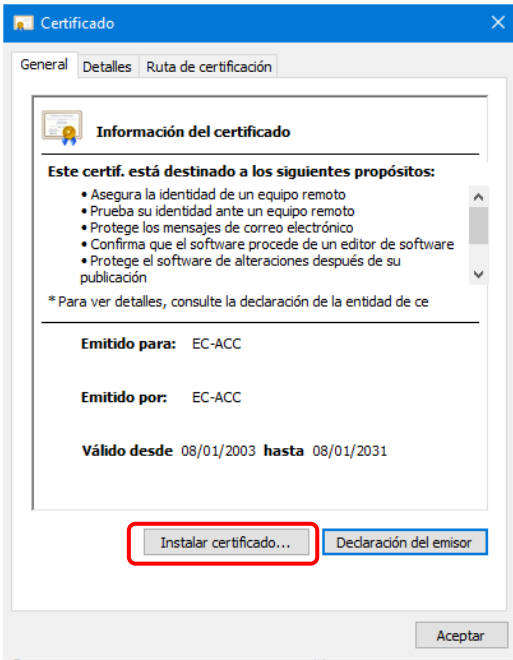 Certificado
General Detalles Ruta de certificación
Información del certificado
Este certif. está destinado a los siguientes propósitos:
• Asegura la identidad de un equipo remoto
• Prueba su identidad ante un equipo remoto
• Protege los mensajes de correo electrónico
• Confirma que el software procede de un editor de software
• Protege el software de alteraciones después de su
publicación
* Para ver detalles, consulte la declaración de la entidad de ce
Emitido para: EC-ACC
Emitido por: EC-ACC
Válido desde 08/01/2003 hasta 08/01/2031
Instalar certificado... Declaración del emisor
Aceptar